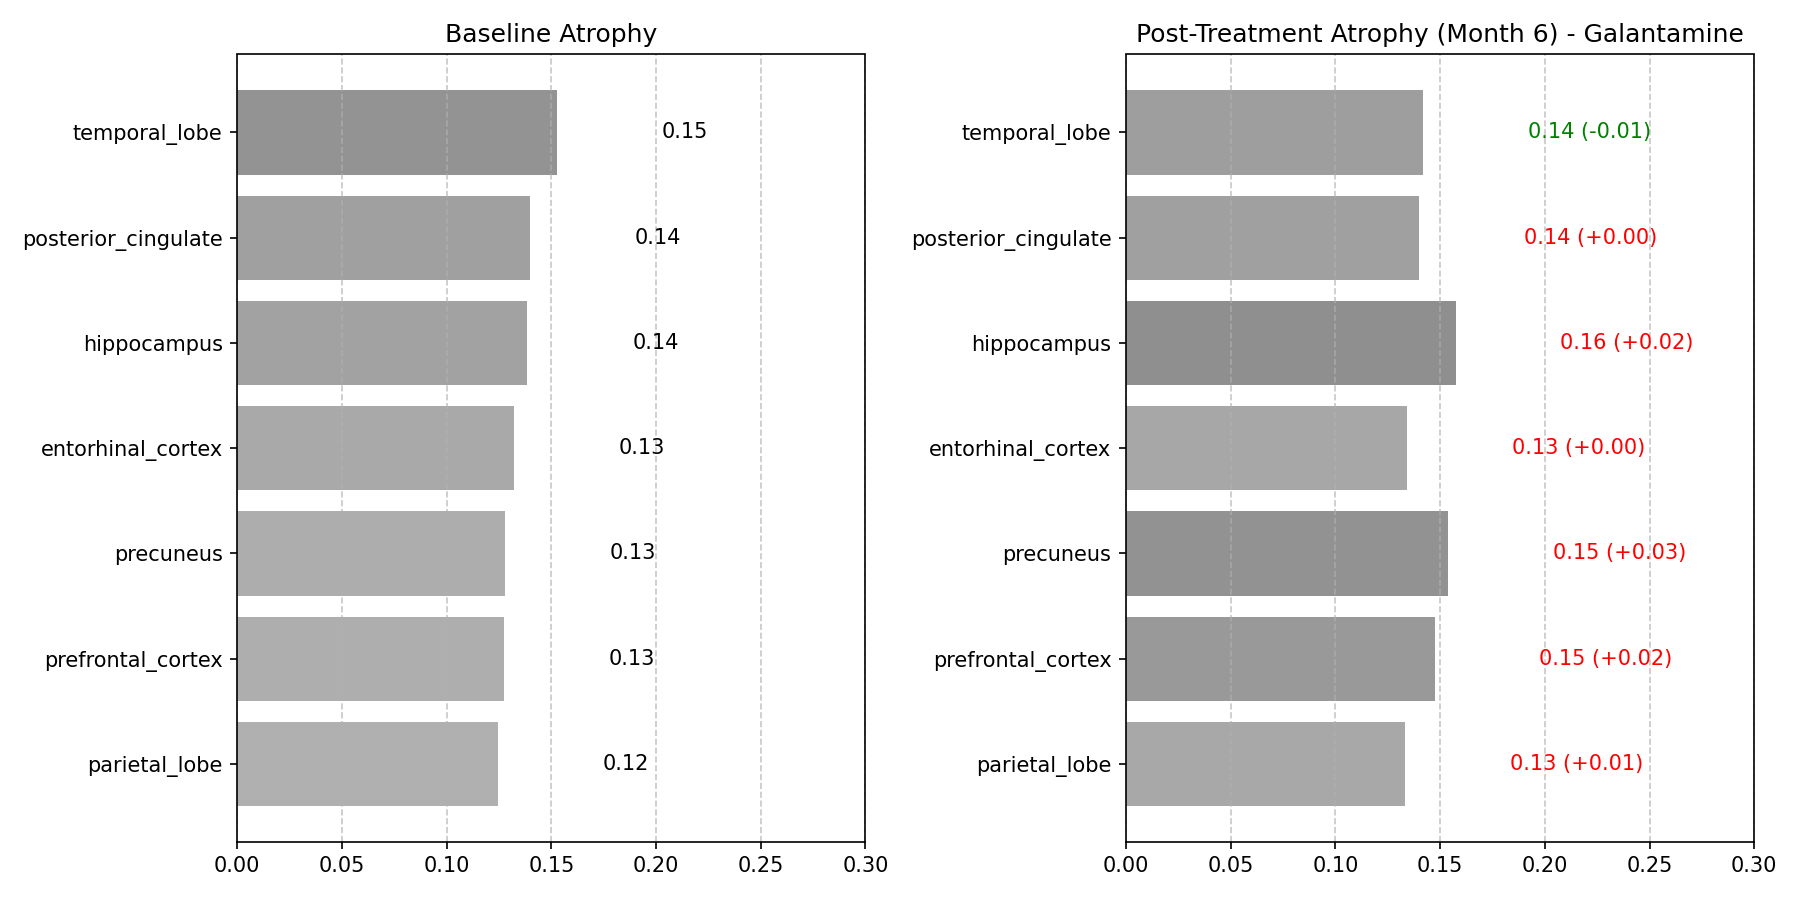 Baseline Atrophy
temporal_lobe
0.15
posterior_cingulate
0.14
hippocampus
0.14
entorhinal_cortex
0.13
precuneus
0.13
prefrontal_cortex
0.13
parietal_lobe
0.12
0.00 0.05 0.10 0.15 0.20 0.25 0.30
Post-Treatment Atrophy (Month 6) - Galantamine
temporal_lobe
0.14 (-0.01)
posterior_cingulate
0.14 (+0.00)
hippocampus
0.16 (+0.02)
entorhinal_cortex
0.13 (+0.00)
precuneus
0.15 (+0.03)
prefrontal_cortex
0.15 (+0.02)
parietal_lobe
0.13 (+0.01)
0.00 0.05 0.10 0.15 0.20 0.25 0.30